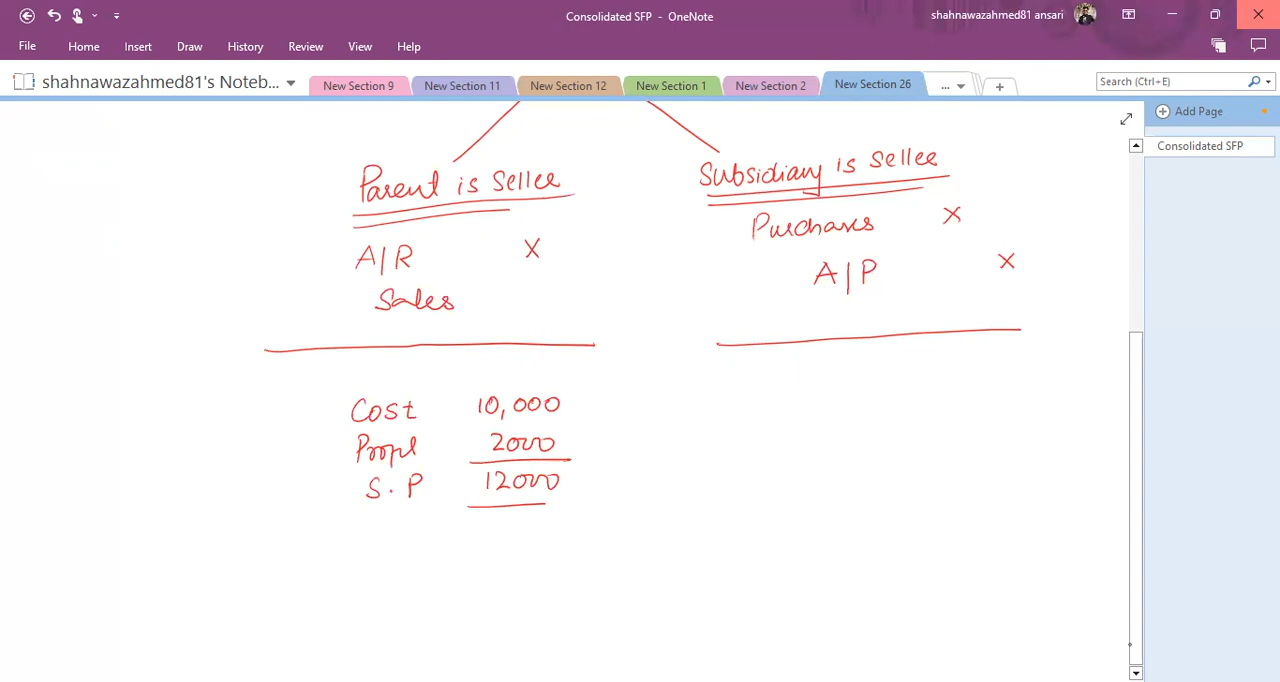 Consolidated SFP - OneNote
shahnawazahmed81 ansari
File Home Insert Draw History Review View Help
shahnawazahmed81's Noteb...
New Section 9 New Section 11 New Section 12 New Section 1 New Section 2 New Section 26 ...
Search (Ctrl+E)
Add Page
Consolidated SFP
Parent is Seller
A/R X
Sales
Subsidiary is Seller
Purchases X
A/P X
Cost 10,000
2000
S.P 12000